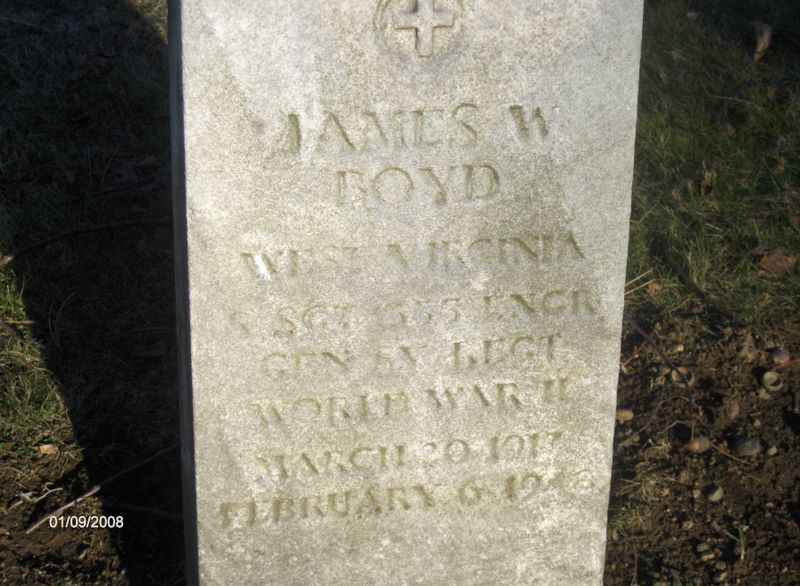 JAMES W
BOYD
WEST VIRGINIA
S SGT ENGR
GEN SV REGT
WORLD WAR II
MARCH 20 1917
FEBRUARY 6
01/09/2008